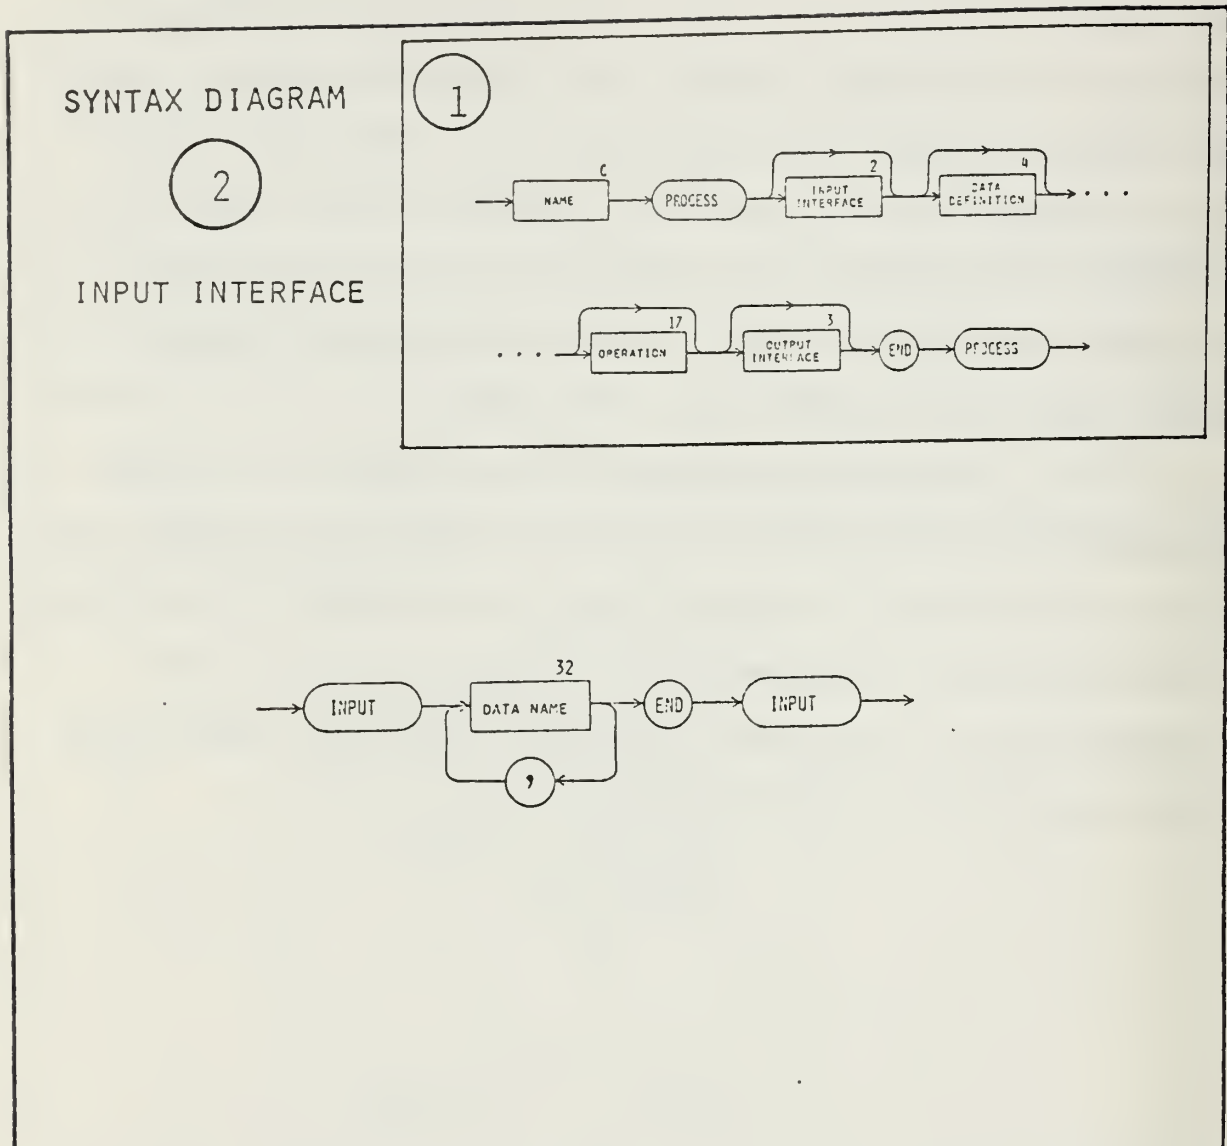 SYNTAX DIAGRAM
2
INPUT INTERFACE
1
C
NAME
PROCESS
2
INPUT
INTERFACE
4
DATA
DEFINITION
. . .
. . .
17
OPERATION
3
OUTPUT
INTERFACE
END
PROCESS
INPUT
32
DATA NAME
,
END
INPUT